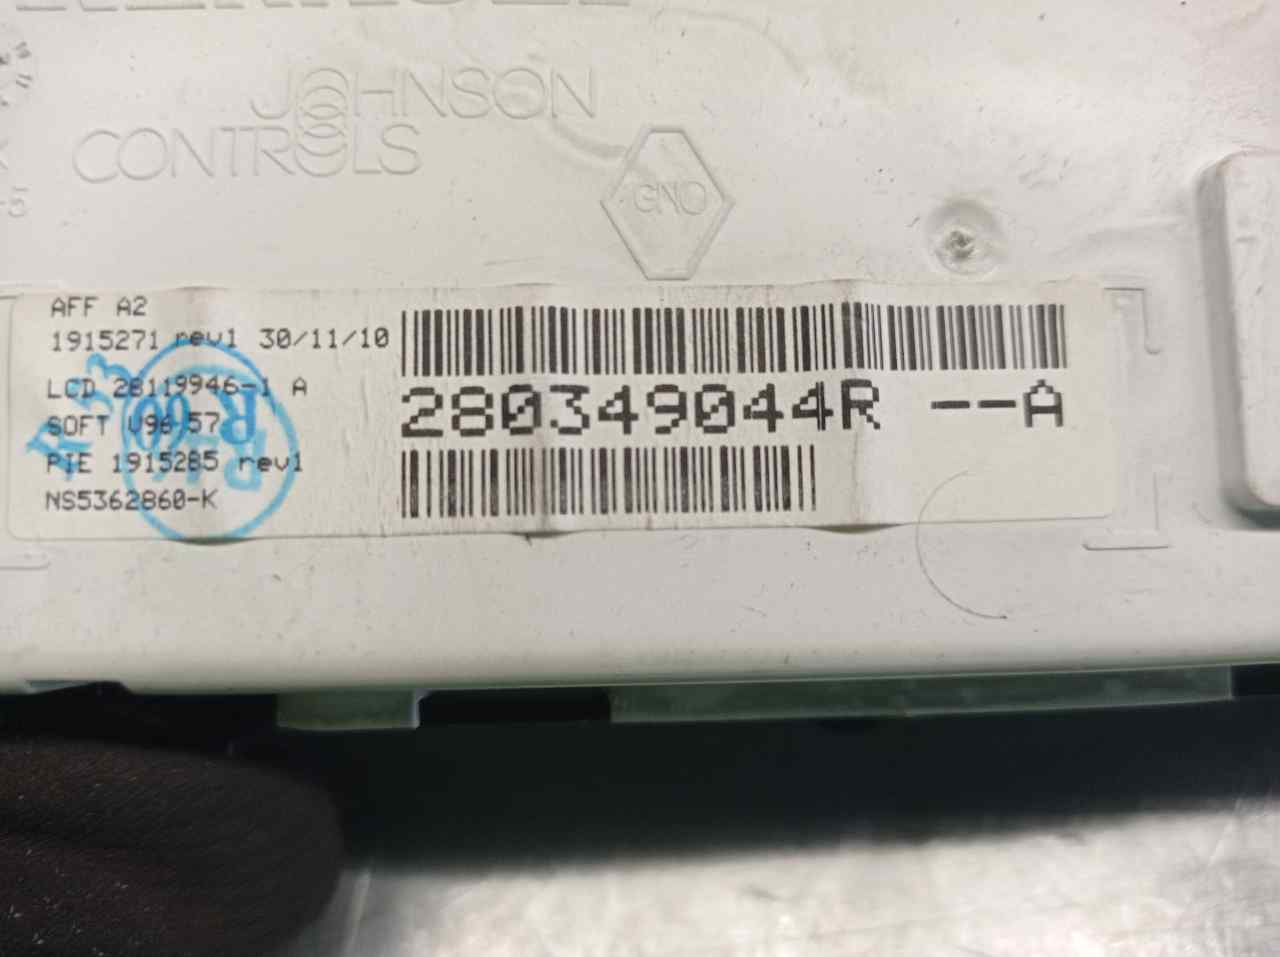 JOHNSON
CONTROLS
GNO
AFF A2
1915271 rev1 30/11/10
LCD 28119946-1 A
SOFT V96 57
PIE 1915285 rev1
NS5362860-K
280349044R --A